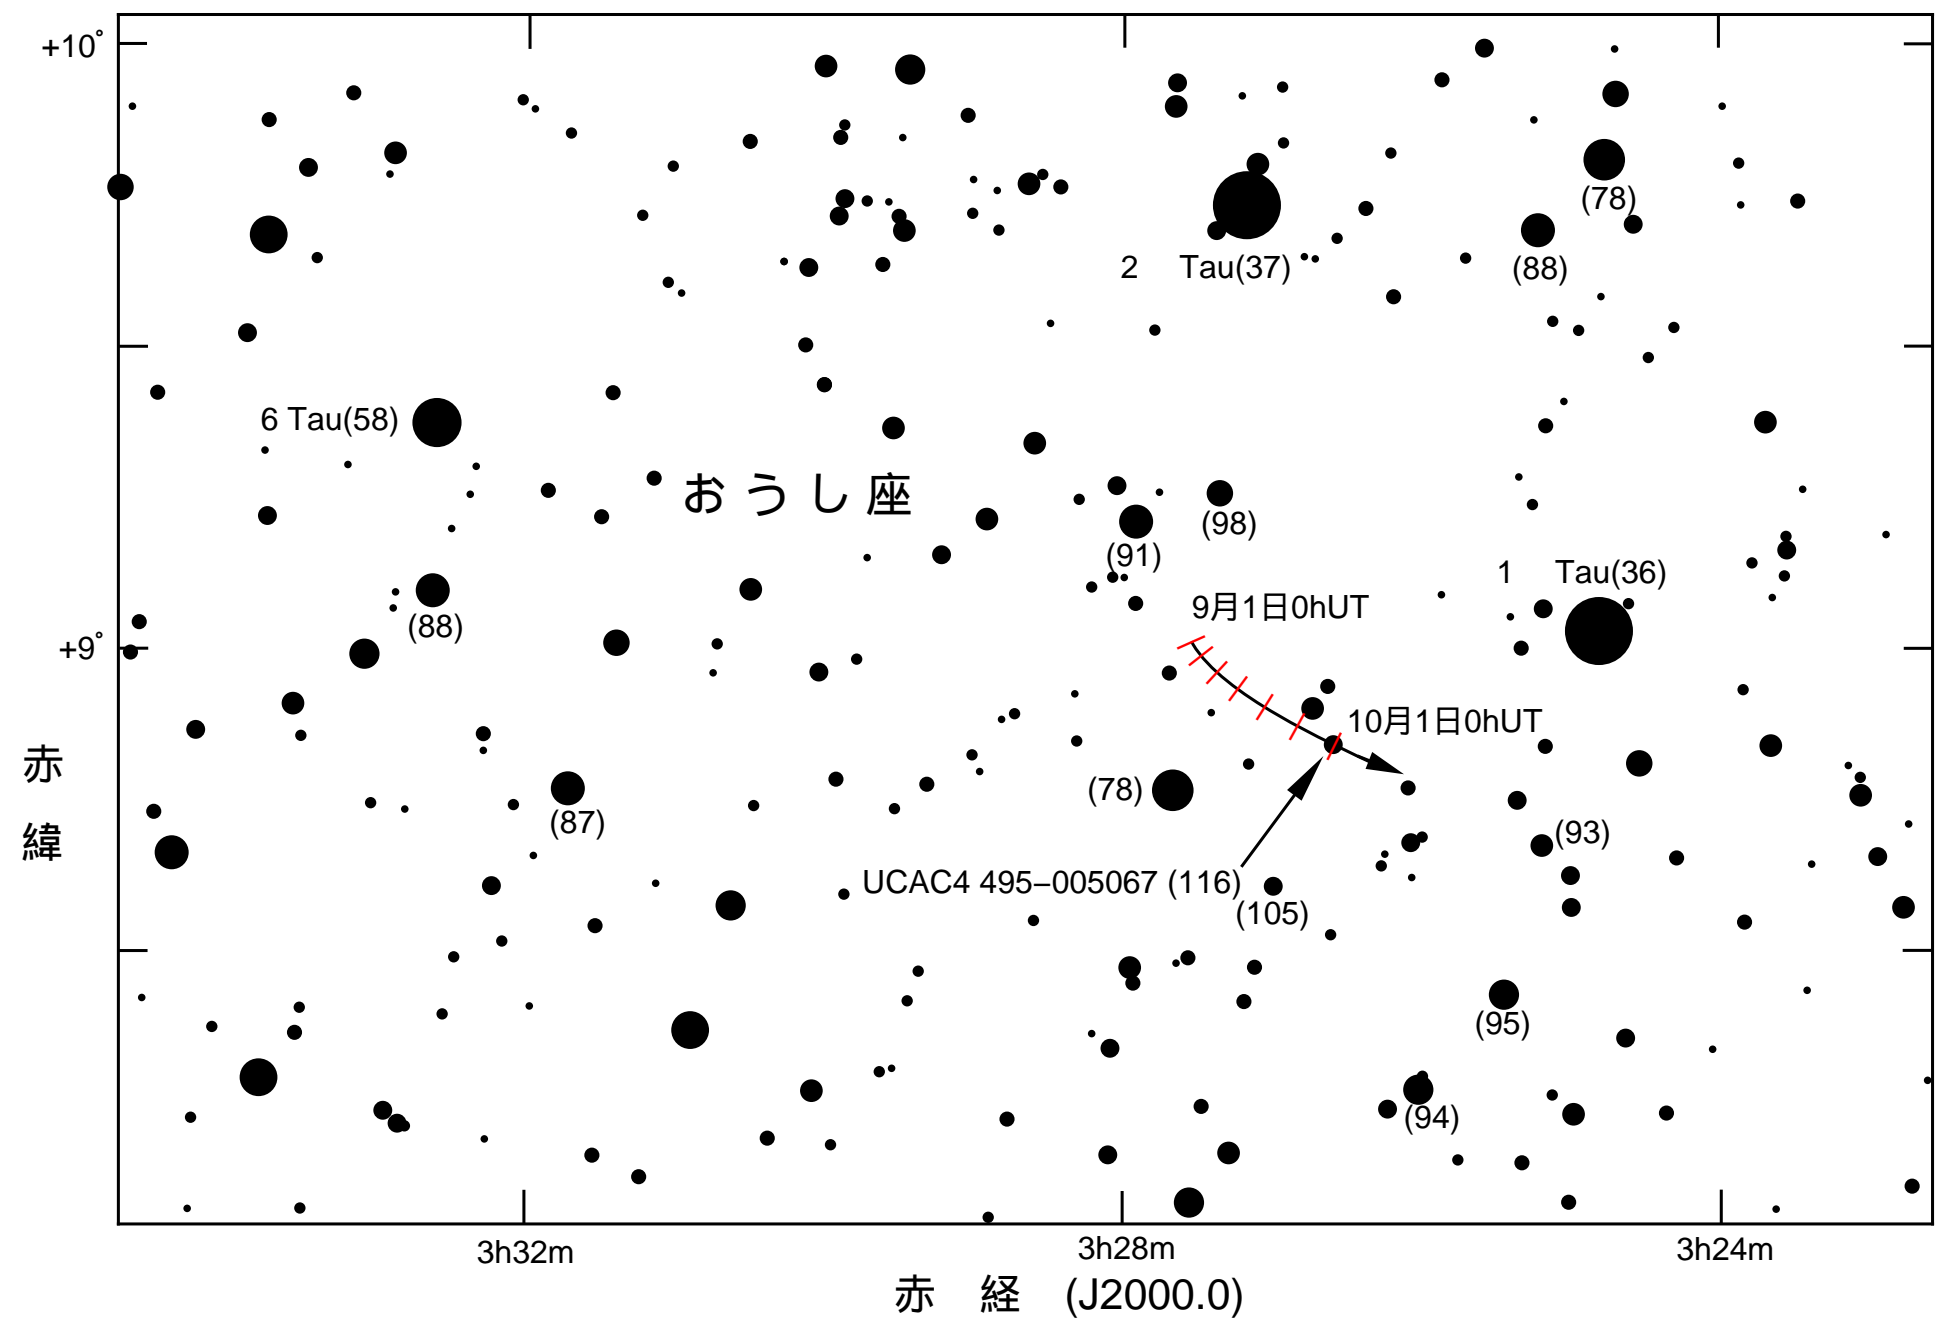 +10°
(78)
2 Tau(37)
(88)
6 Tau(58)
おうし座
(98)
(91)
1 Tau(36)
9月1日0hUT
(88)
+9°
10月1日0hUT
赤緯
(78)
(87)
(93)
UCAC4 495–005067 (116)
(105)
(95)
(94)
3h32m
3h28m
3h24m
赤 経 (J2000.0)